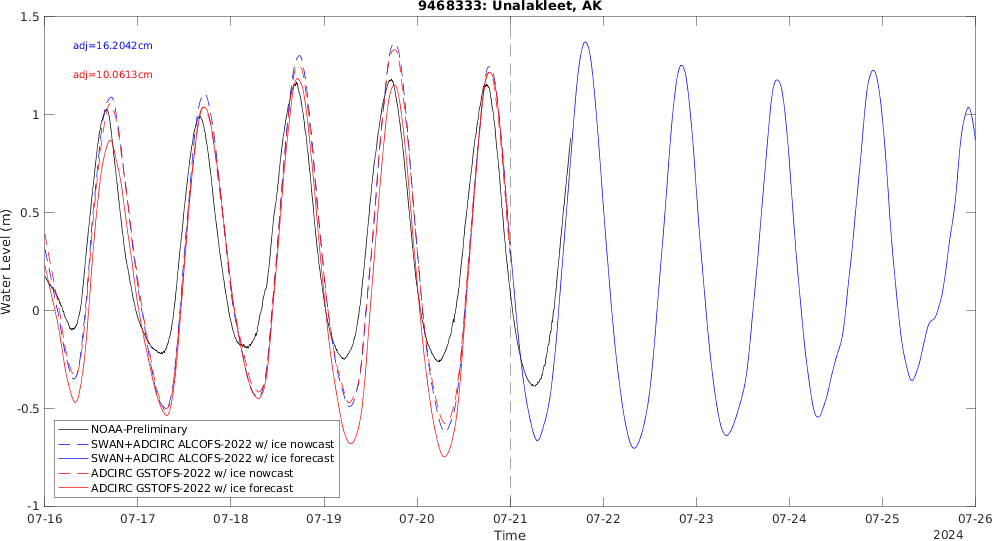 9468333: Unalakleet, AK
1.5
1
0.5
0
-0.5
-1
Water Level (m)
adj=16.2042cm
adj=10.0613cm
NOAA-Preliminary
SWAN+ADCIRC ALCOFS-2022 w/ ice nowcast
SWAN+ADCIRC ALCOFS-2022 w/ ice forecast
ADCIRC GSTOFS-2022 w/ ice nowcast
ADCIRC GSTOFS-2022 w/ ice forecast
07-16 07-17 07-18 07-19 07-20 07-21 07-22 07-23 07-24 07-25 07-26
Time
2024